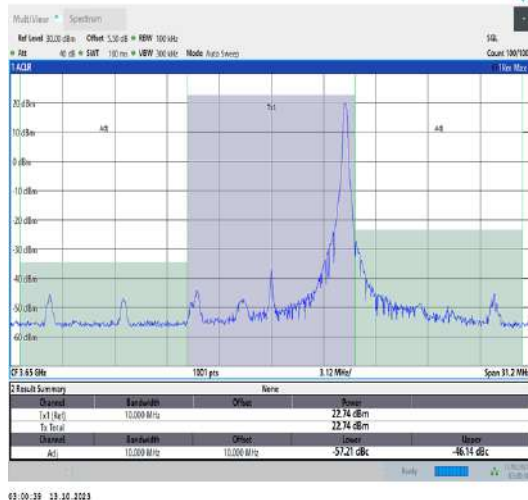 MultiView Spectrum
Ref Level 30.00 dBm Offset 5.50 dB RBW 100 kHz SGL
Att 40 dB SWT 100 ms VBW 300 kHz Mode Auto Sweep Count 100/100
1 ACLR 1Rm Max
20 dBm
Tx1
Adj Adj
10 dBm
0 dBm
-10 dBm
-20 dBm
-30 dBm
-40 dBm
-50 dBm
-60 dBm
CF 3.65 GHz 1001 pts 3.12 MHz/ Span 31.2 MHz
2 Result Summary None
Channel Bandwidth Offset Power
Tx1 (Ref) 10.000 MHz 22.74 dBm
Tx Total 22.74 dBm
Channel Bandwidth Offset Lower Upper
Adj 10.000 MHz 10.000 MHz -57.21 dBc -46.14 dBc
Ready
03:00:39 13.10.2023